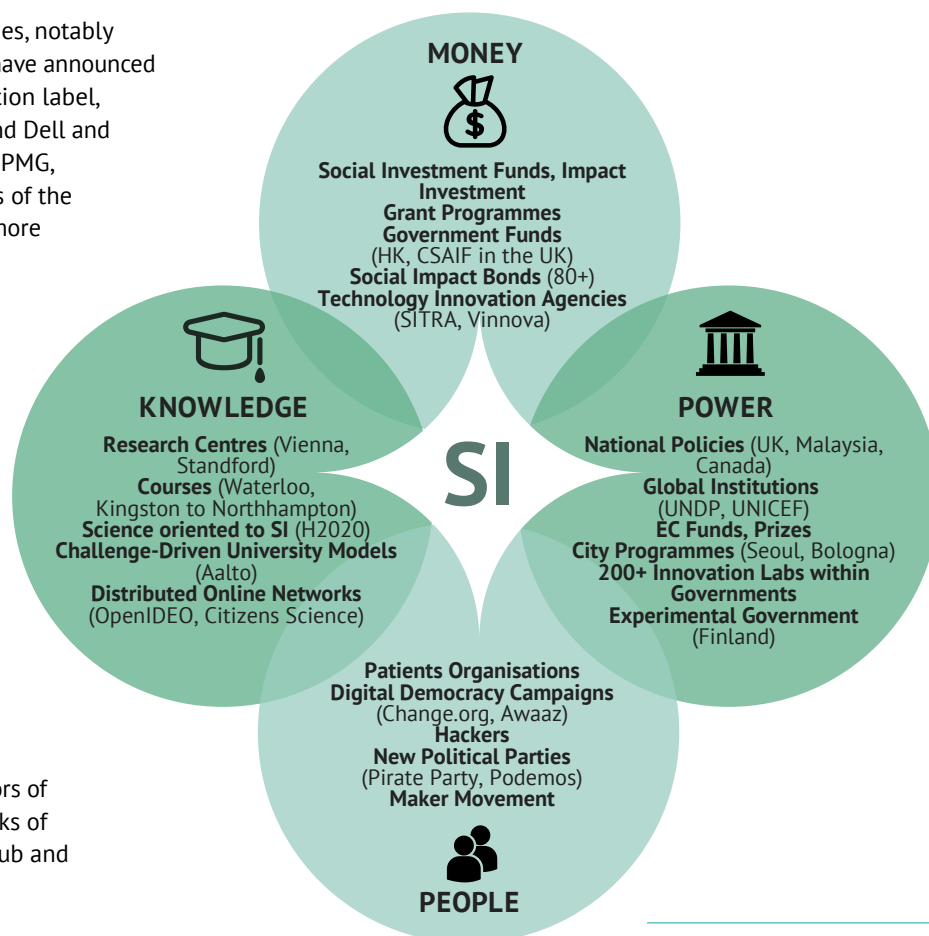 es, notably
have announced
tion label,
nd Dell and
PMG,
s of the
more
MONEY
$
Social Investment Funds, Impact
Investment
Grant Programmes
Government Funds
(HK, CSAIF in the UK)
Social Impact Bonds (80+)
Technology Innovation Agencies
(SITRA, Vinnova)
KNOWLEDGE
Research Centres (Vienna,
Standford)
Courses (Waterloo,
Kingston to Northhampton)
Science oriented to SI (H2020)
Challenge-Driven University Models
(Aalto)
Distributed Online Networks
(OpenIDEO, Citizens Science)
SI
POWER
National Policies (UK, Malaysia,
Canada)
Global Institutions
(UNDP, UNICEF)
EC Funds, Prizes
City Programmes (Seoul, Bologna)
200+ Innovation Labs within
Governments
Experimental Government
(Finland)
Patients Organisations
Digital Democracy Campaigns
(Change.org, Awaaz)
Hackers
New Political Parties
(Pirate Party, Podemos)
Maker Movement
PEOPLE
ors of
ks of
ub and